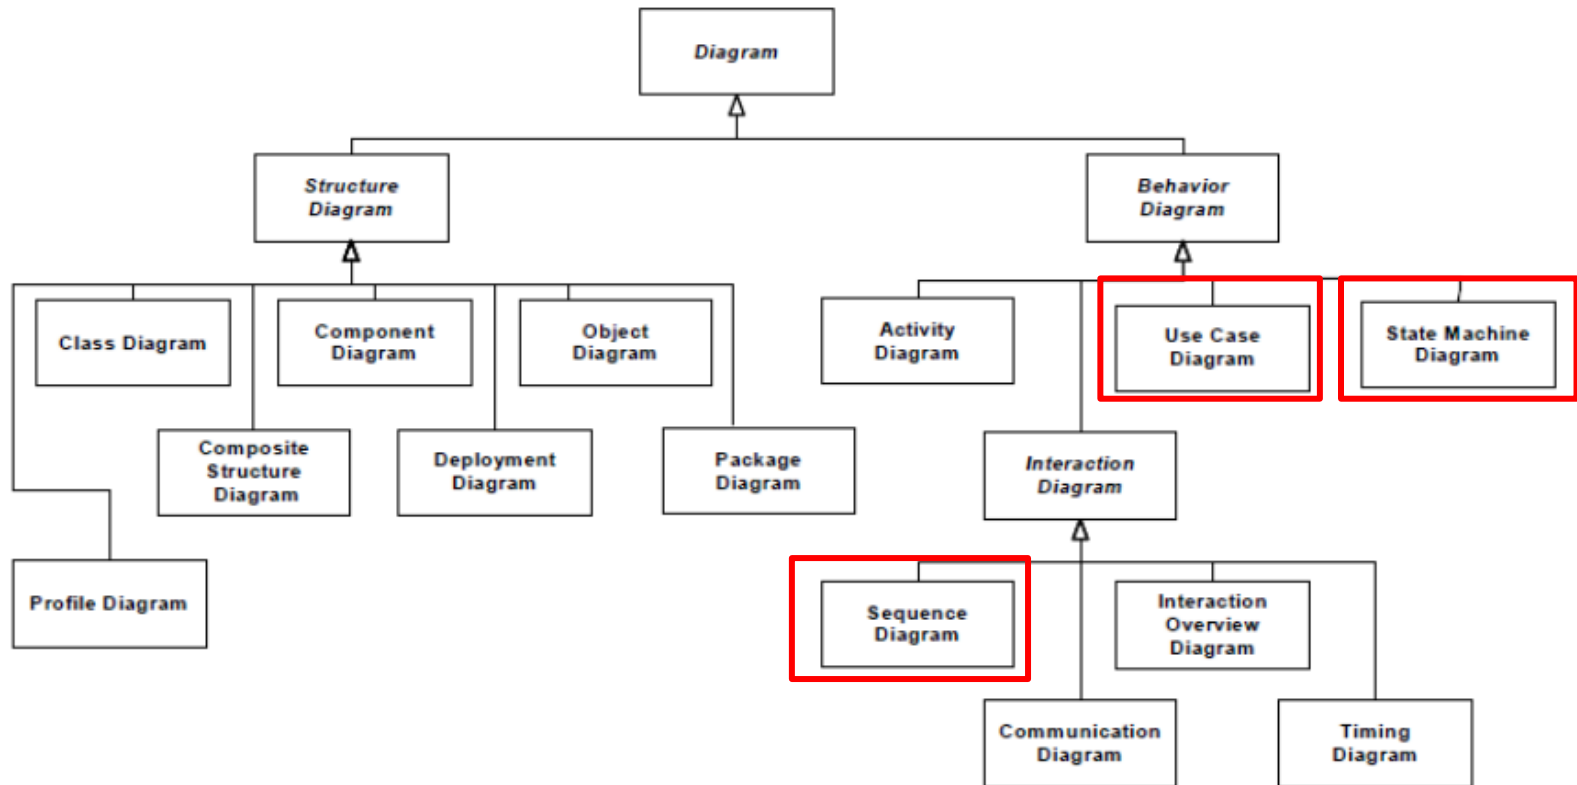 Diagram
Structure
Diagram
Behavior
Diagram
Class Diagram
Component
Diagram
Object
Diagram
Activity
Diagram
Use Case
Diagram
State Machine
Diagram
Composite
Structure
Diagram
Deployment
Diagram
Package
Diagram
Interaction
Diagram
Profile Diagram
Sequence
Diagram
Interaction
Overview
Diagram
Communication
Diagram
Timing
Diagram